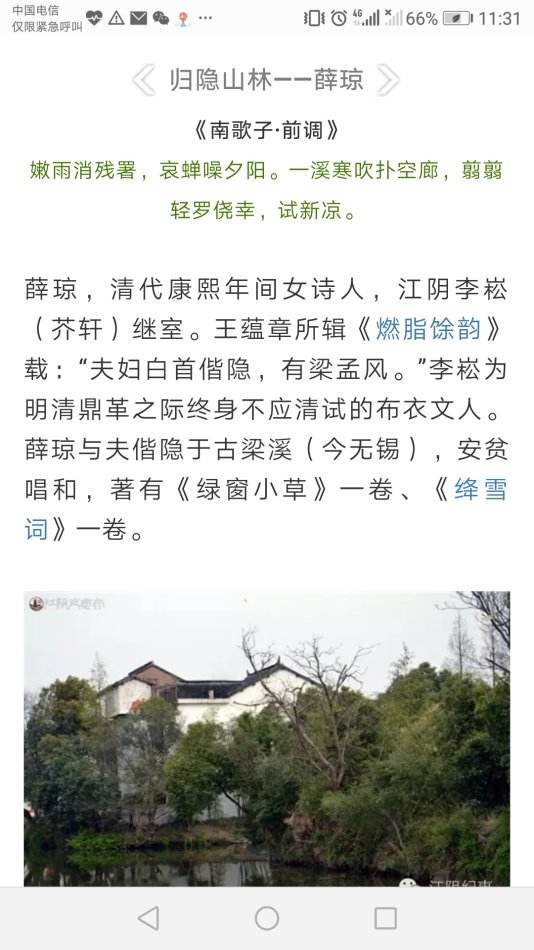 中国电信
仅限紧急呼叫
4G
66%
11:31
归隐山林——薛琼
《南歌子·前调》
嫩雨消残署，哀蝉噪夕阳。一溪寒吹扑空廊，翦翦
轻罗侥幸，试新凉。
薛琼，清代康熙年间女诗人，江阴李崧
（芥轩）继室。王蕴章所辑《燃脂馀韵》
载：“夫妇白首偕隐，有梁孟风。”李崧为
明清鼎革之际终身不应清试的布衣文人。
薛琼与夫偕隐于古梁溪（今无锡），安贫
唱和，著有《绿窗小草》一卷、《绛雪
词》一卷。